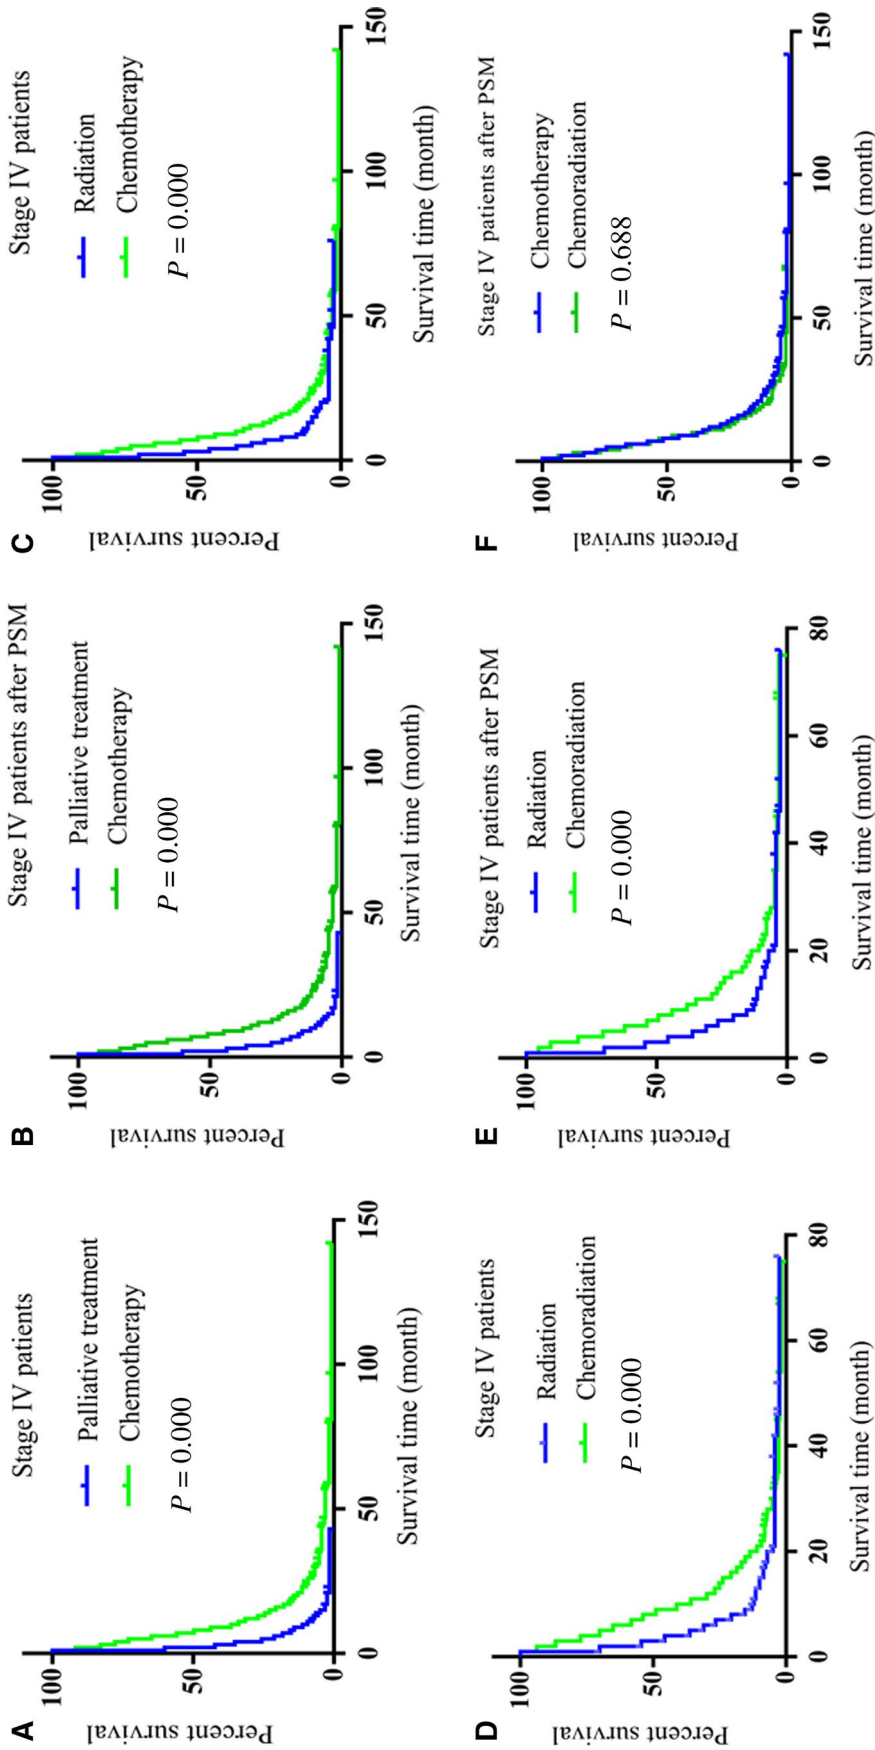 A
Stage IV patients
Palliative treatment
Chemotherapy
P = 0.000
Percent survival
100
50
0
0
50
100
150
Survival time (month)
B
Stage IV patients after PSM
Palliative treatment
Chemotherapy
P = 0.000
Percent survival
100
50
0
0
50
100
150
Survival time (month)
C
Stage IV patients
Radiation
Chemotherapy
P = 0.000
Percent survival
100
50
0
0
50
100
150
Survival time (month)
D
Stage IV patients
Radiation
Chemoradiation
P = 0.000
Percent survival
100
50
0
0
20
40
60
80
Survival time (month)
E
Stage IV patients after PSM
Radiation
Chemoradiation
P = 0.000
Percent survival
100
50
0
0
20
40
60
80
Survival time (month)
F
Stage IV patients after PSM
Chemotherapy
Chemoradiation
P = 0.688
Percent survival
100
50
0
0
50
100
150
Survival time (month)